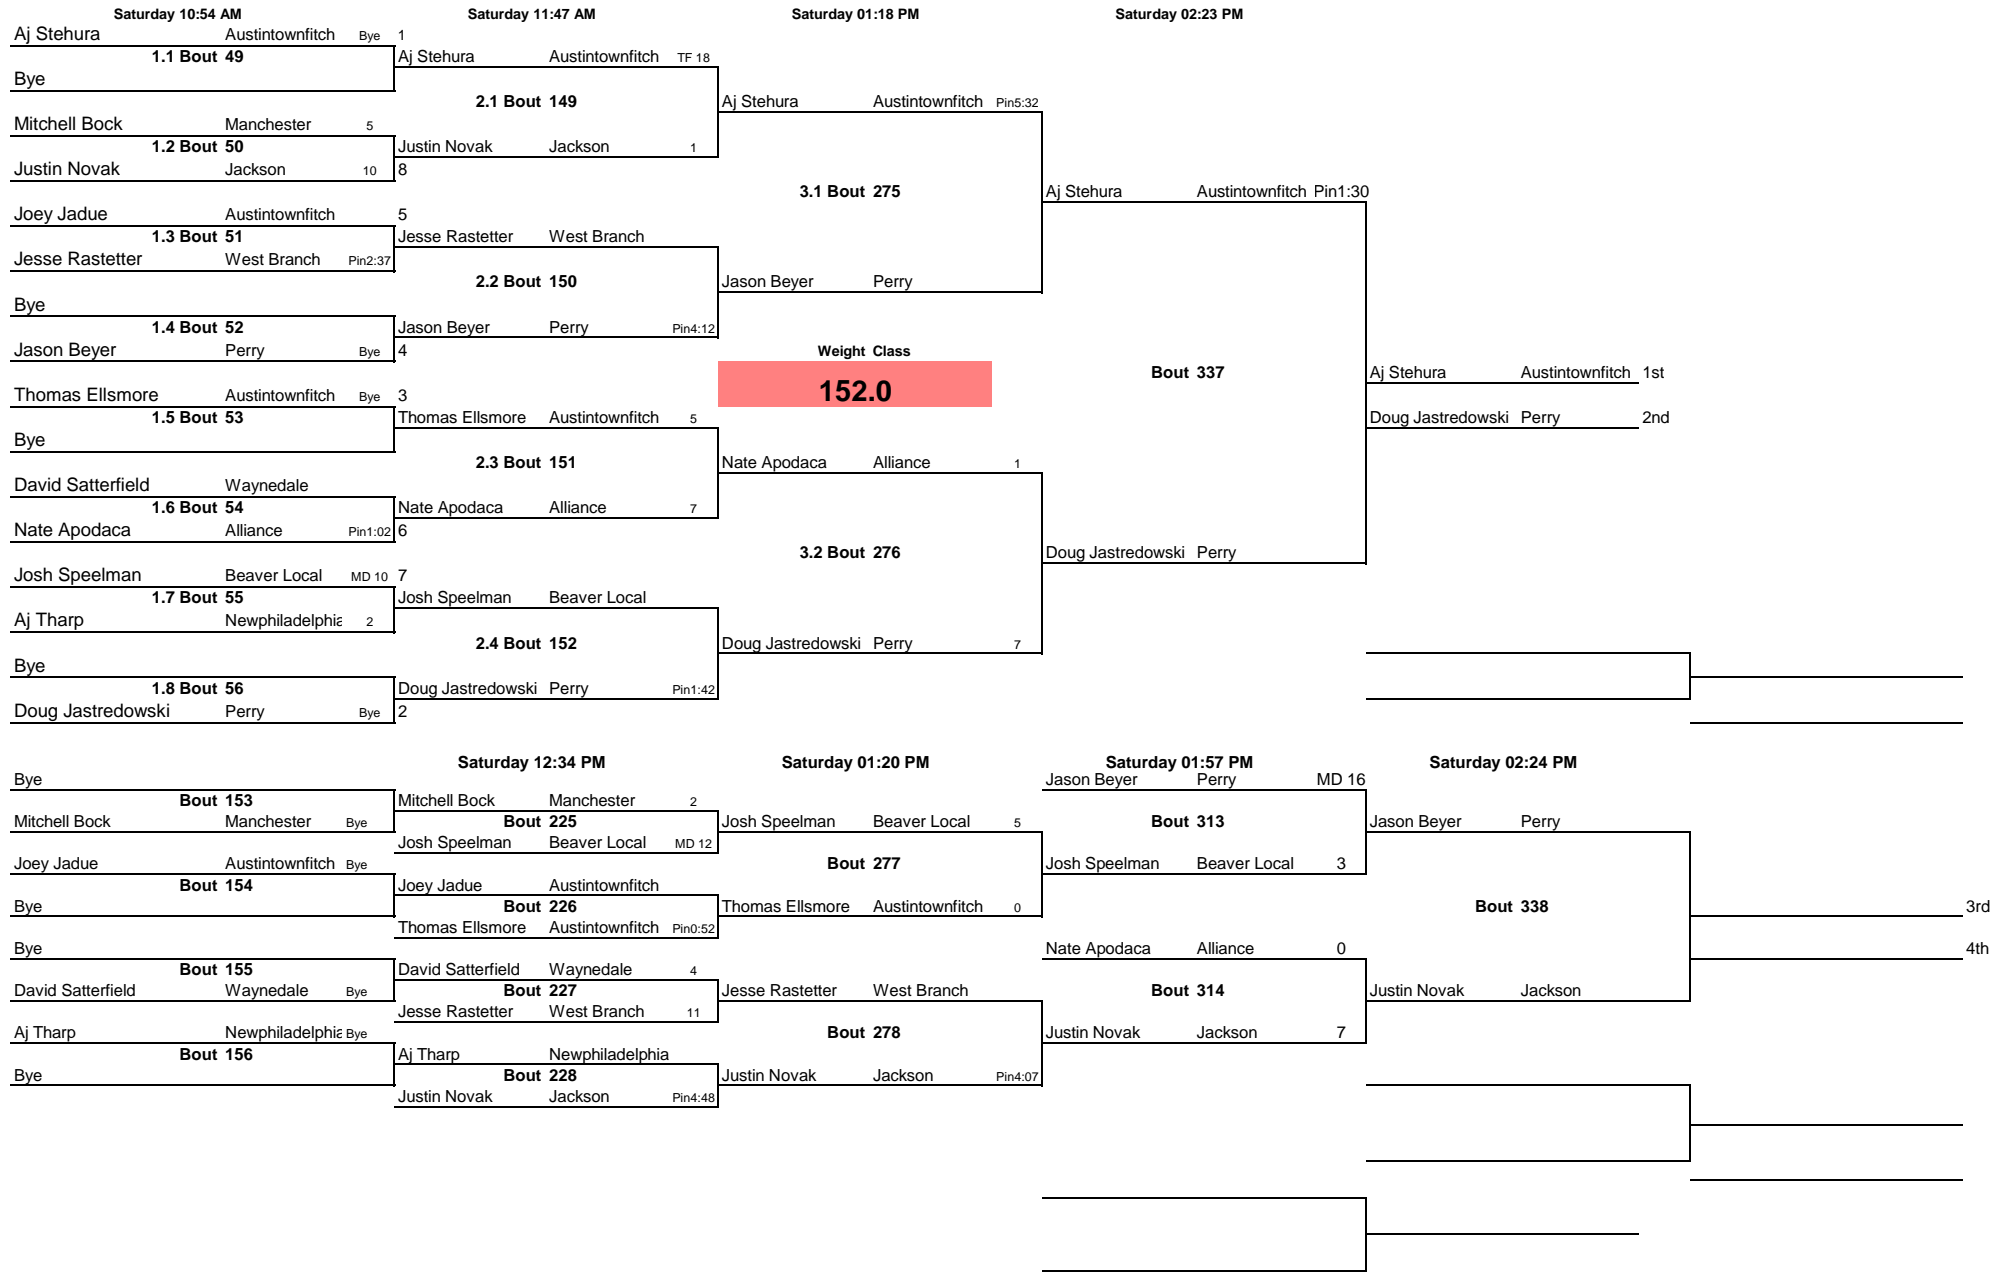 Saturday 10:54 AM Saturday 11:47 AM Saturday 01:18 PM Saturday 02:23 PM
Aj Stehura Austintownfitch Bye 1
1.1 Bout 49 Aj Stehura Austintownfitch TF 18
Bye
2.1 Bout 149 Aj Stehura Austintownfitch Pin5:32
Mitchell Bock Manchester 5
1.2 Bout 50 Justin Novak Jackson 1
Justin Novak Jackson 10 8
3.1 Bout 275 Aj Stehura Austintownfitch Pin1:30
Joey Jadue Austintownfitch 5
1.3 Bout 51 Jesse Rastetter West Branch
Jesse Rastetter West Branch Pin2:37
2.2 Bout 150 Jason Beyer Perry
Bye
1.4 Bout 52 Jason Beyer Perry Pin4:12
Jason Beyer Perry Bye 4 Weight Class
Bout 337 Aj Stehura Austintownfitch 1st
152.0
Thomas Ellsmore Austintownfitch Bye 3
1.5 Bout 53 Thomas Ellsmore Austintownfitch 5 Doug Jastredowski Perry 2nd
Bye
2.3 Bout 151 Nate Apodaca Alliance 1
David Satterfield Waynedale
1.6 Bout 54 Nate Apodaca Alliance 7
Nate Apodaca Alliance Pin1:02 6
3.2 Bout 276 Doug Jastredowski Perry
Josh Speelman Beaver Local MD 10 7
1.7 Bout 55 Josh Speelman Beaver Local
Aj Tharp Newphiladelphia 2
2.4 Bout 152 Doug Jastredowski Perry 7
Bye
1.8 Bout 56 Doug Jastredowski Perry Pin1:42
Doug Jastredowski Perry Bye 2
Saturday 12:34 PM Saturday 01:20 PM Saturday 01:57 PM Saturday 02:24 PM
Bye Jason Beyer Perry MD 16
Bout 153 Mitchell Bock Manchester 2
Mitchell Bock Manchester Bye Bout 225 Josh Speelman Beaver Local 5 Bout 313 Jason Beyer Perry
Josh Speelman Beaver Local MD 12
Joey Jadue Austintownfitch Bye Bout 277 Josh Speelman Beaver Local 3
Bout 154 Joey Jadue Austintownfitch
Bye Bout 226 Thomas Ellsmore Austintownfitch 0 Bout 338 3rd
Thomas Ellsmore Austintownfitch Pin0:52
Bye Nate Apodaca Alliance 0 4th
Bout 155 David Satterfield Waynedale 4
David Satterfield Waynedale Bye Bout 227 Jesse Rastetter West Branch Bout 314 Justin Novak Jackson
Jesse Rastetter West Branch 11
Aj Tharp Newphiladelphia Bye Bout 278 Justin Novak Jackson 7
Bout 156 Aj Tharp Newphiladelphia
Bye Bout 228 Justin Novak Jackson Pin4:07
Justin Novak Jackson Pin4:48